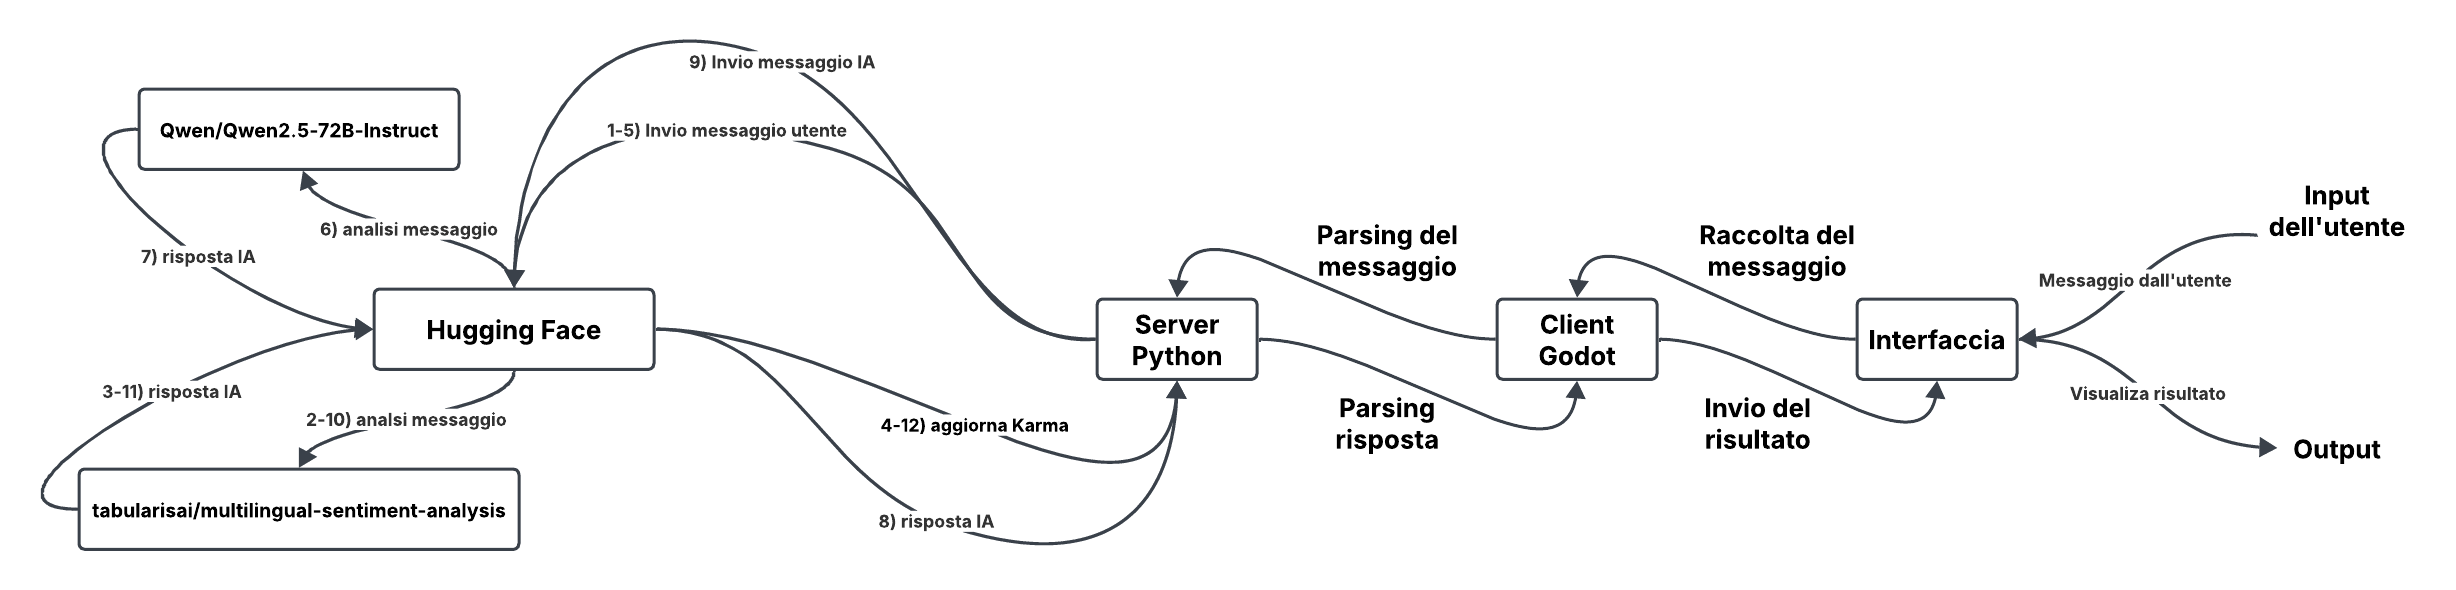 9) Invio messaggio IA
1-5) Invio messaggio utente
Qwen/Qwen2.5-72B-Instruct
6) analisi messaggio
7) risposta IA
Hugging Face
3-11) risposta IA
2-10) analsi messaggio
tabularisai/multilingual-sentiment-analysis
4-12) aggiorna Karma
8) risposta IA
Server
Python
Parsing del
messaggio
Parsing
risposta
Client
Godot
Raccolta del
messaggio
Invio del
risultato
Interfaccia
Input
dell'utente
Messaggio dall'utente
Visualiza risultato
Output